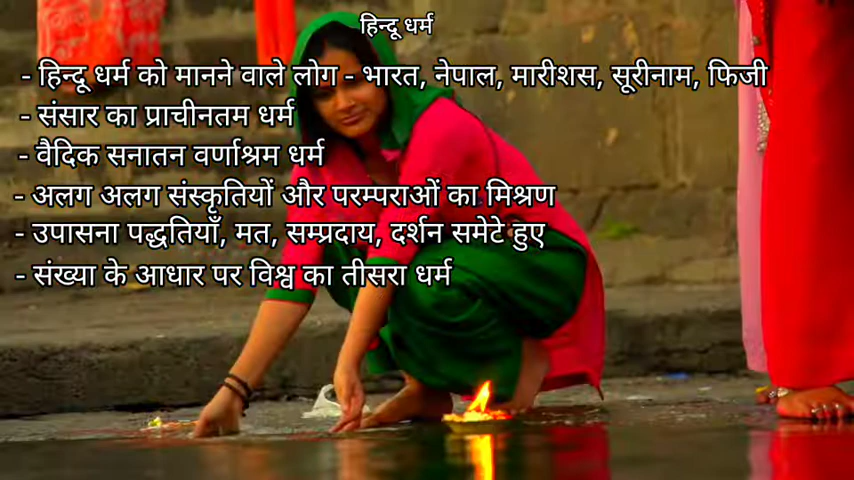 हिन्दू धर्म
- हिन्दू धर्म को मानने वाले लोग - भारत, नेपाल, मारीशस, सूरीनाम, फिजी
- संसार का प्राचीनतम धर्म
- वैदिक सनातन वर्णाश्रम धर्म
- अलग अलग संस्कृतियों और परम्पराओं का मिश्रण
- उपासना पद्धतियाँ, मत, सम्प्रदाय, दर्शन समेटे हुए
- संख्या के आधार पर विश्व का तीसरा धर्म